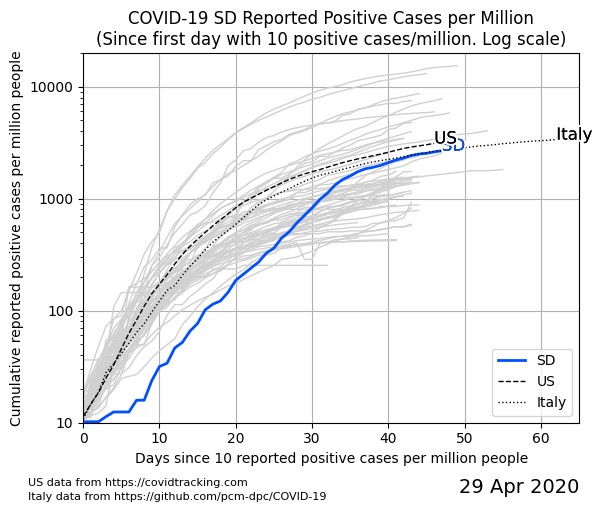 COVID-19 SD Reported Positive Cases per Million
(Since first day with 10 positive cases/million. Log scale)
Cumulative reported positive cases per million people
10000
1000
100
10
US
SD
Italy
SD
US
Italy
0 10 20 30 40 50 60
Days since 10 reported positive cases per million people
US data from https://covidtracking.com
Italy data from https://github.com/pcm-dpc/COVID-19
29 Apr 2020